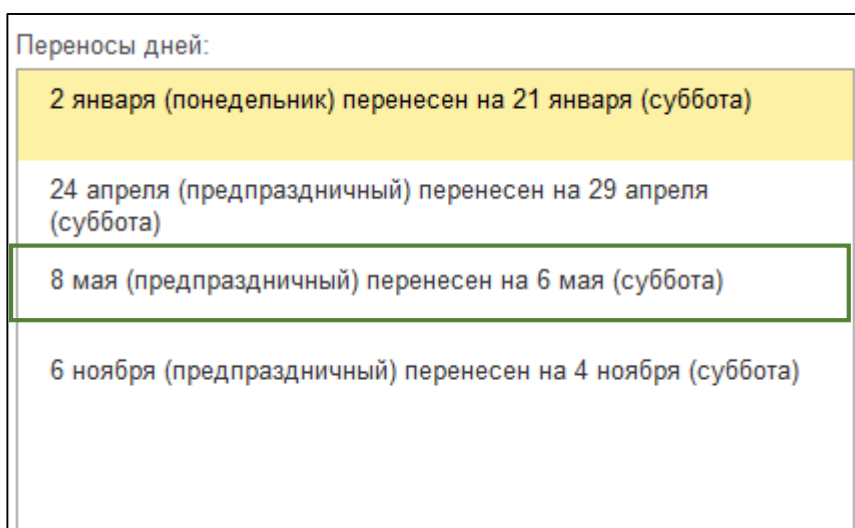 Переносы дней:
2 января (понедельник) перенесен на 21 января (суббота)
24 апреля (предпраздничный) перенесен на 29 апреля
(суббота)
8 мая (предпраздничный) перенесен на 6 мая (суббота)
6 ноября (предпраздничный) перенесен на 4 ноября (суббота)